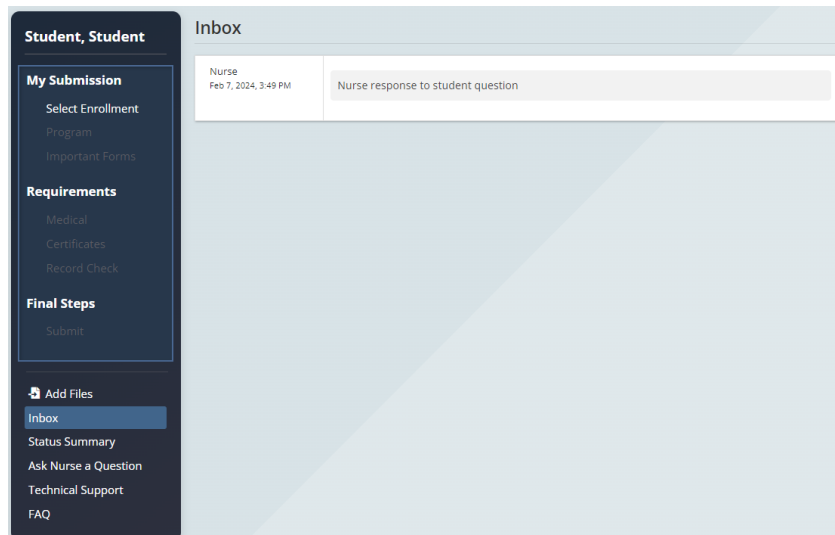 Student, Student
My Submission
Select Enrollment
Program
Important Forms
Requirements
Medical
Certificates
Record Check
Final Steps
Submit
Add Files
Inbox
Status Summary
Ask Nurse a Question
Technical Support
FAQ
Inbox
Nurse
Feb 7, 2024, 3:49 PM
Nurse response to student question